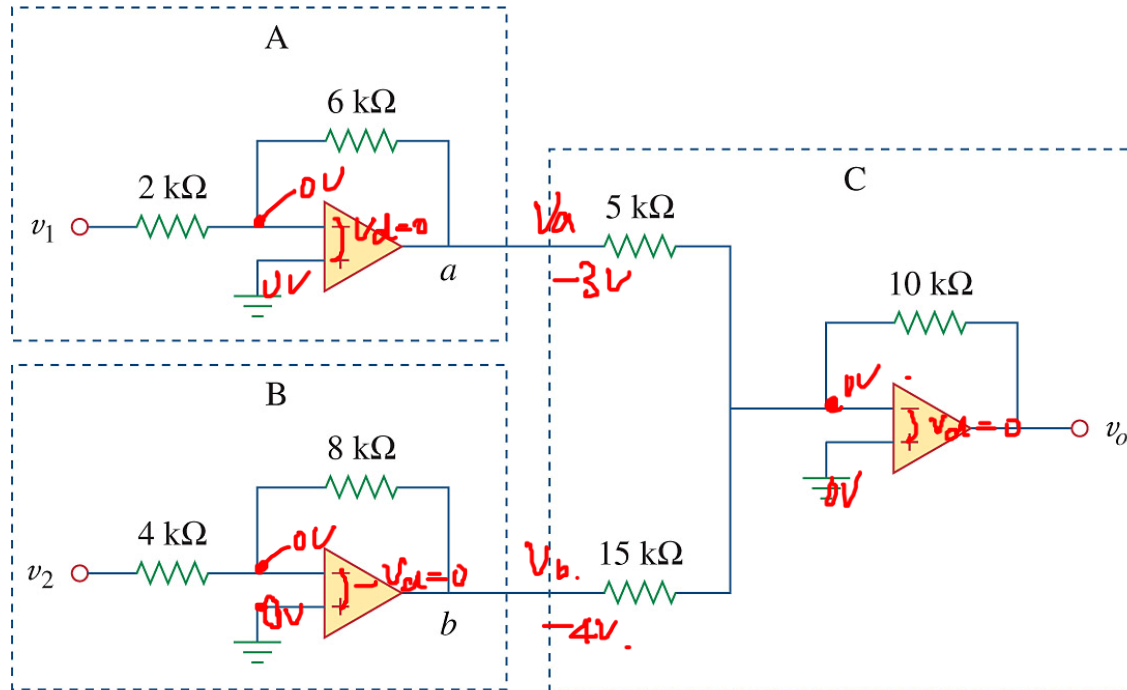 A
6 kΩ
2 kΩ
0V
v1
Vd=0
0V
a
Va
-3V
5 kΩ
C
10 kΩ
0V
Vd=0
vo
0V
B
8 kΩ
4 kΩ
0V
v2
Vd=0
0V
b
Vb.
-4V.
15 kΩ